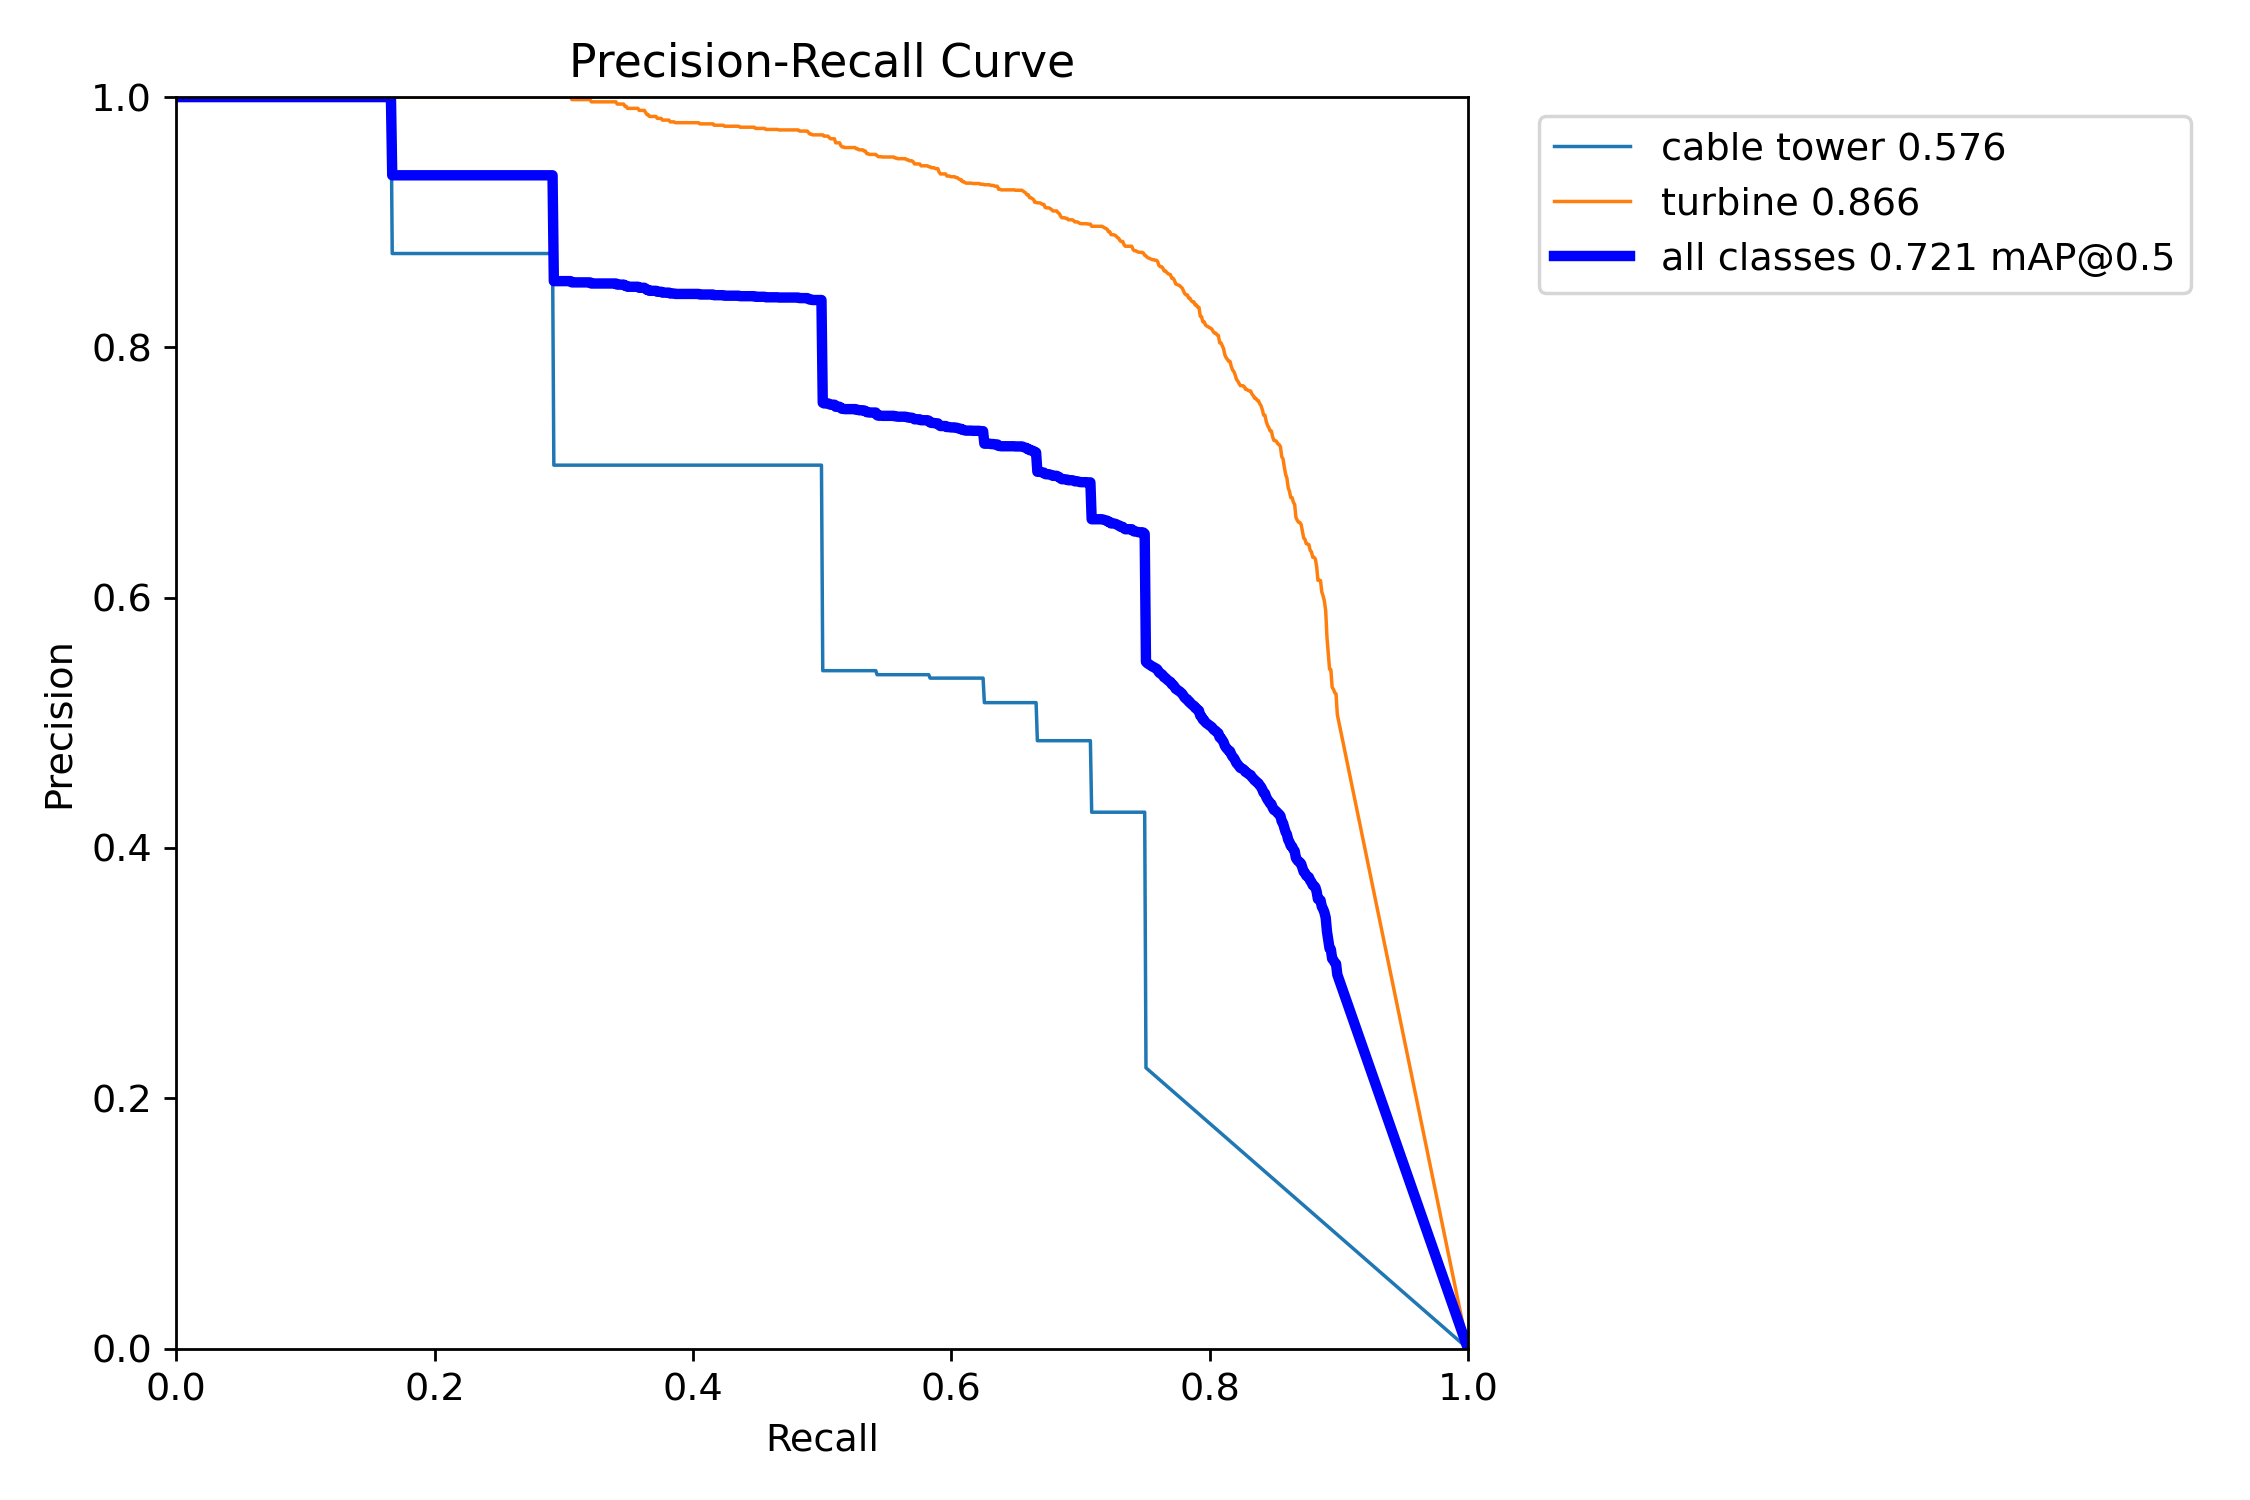 Precision-Recall Curve
cable tower 0.576
turbine 0.866
all classes 0.721 mAP@0.5
1.0
0.8
0.6
0.4
0.2
0.0
Precision
0.0 0.2 0.4 0.6 0.8 1.0
Recall